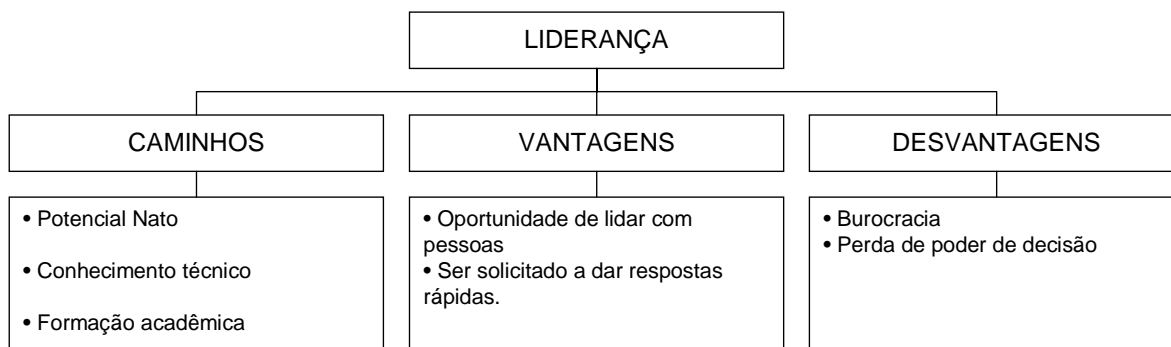 LIDERANÇA
CAMINHOS
VANTAGENS
DESVANTAGENS
• Potencial Nato
• Conhecimento técnico
• Formação acadêmica
• Oportunidade de lidar com
pessoas
• Ser solicitado a dar respostas
rápidas.
• Burocracia
• Perda de poder de decisão